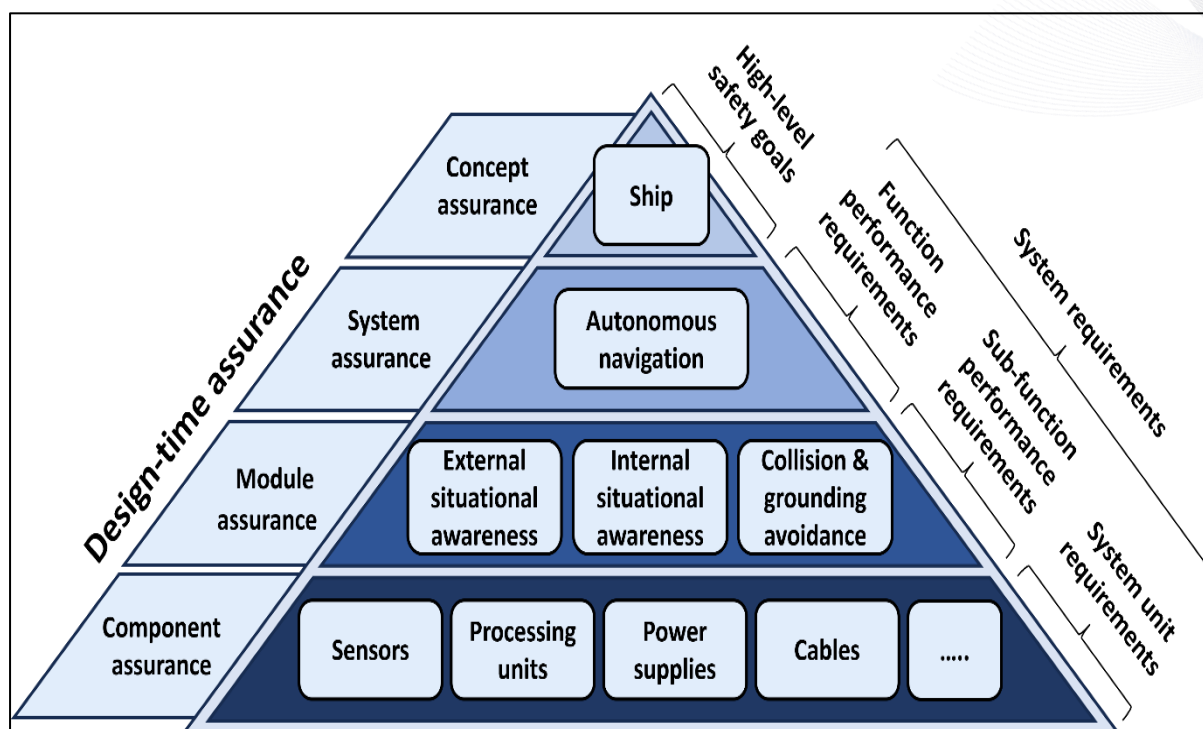 Design-time assurance
Concept
assurance
Ship
High-level
safety goals
System
assurance
Autonomous
navigation
Function
performance
requirements
System requirements
Module
assurance
External
situational
awareness
Internal
situational
awareness
Collision &
grounding
avoidance
Sub-function
performance
requirements
Component
assurance
Sensors
Processing
units
Power
supplies
Cables
.....
System unit
requirements